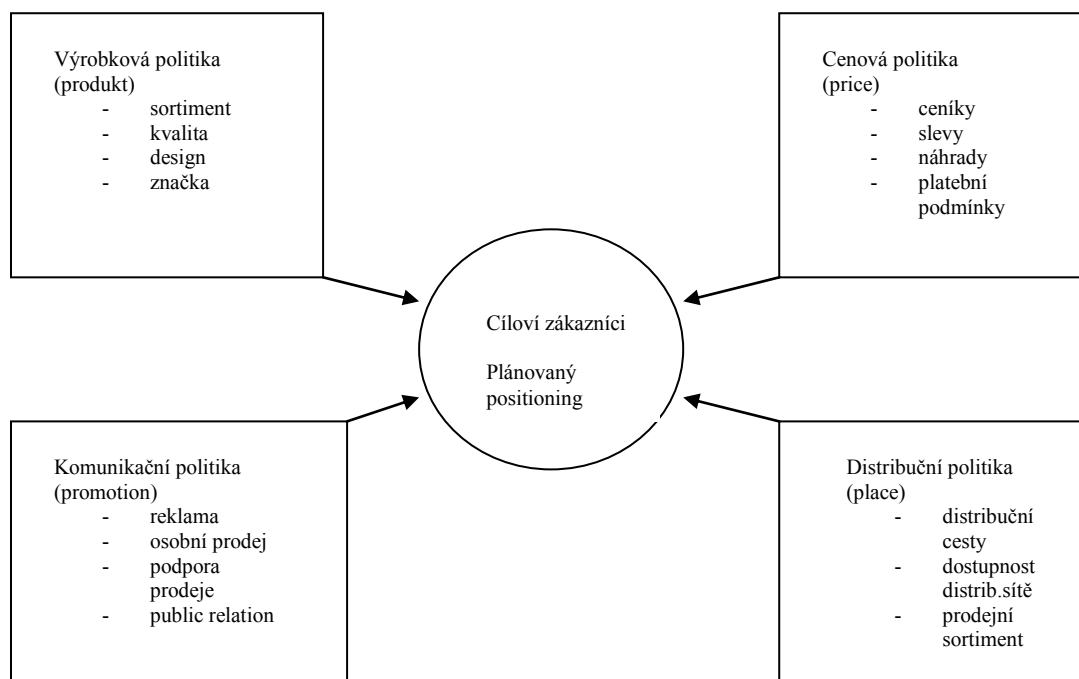 Výrobková politika
(produkt)
- sortiment
- kvalita
- design
- značka
Cenová politika
(price)
- ceníky
- slevy
- náhrady
- platební
podmínky
Cíloví zákazníci
Plánovaný
positioning
Komunikační politika
(promotion)
- reklama
- osobní prodej
- podpora
prodeje
- public relation
Distribuční politika
(place)
- distribuční
cesty
- dostupnost
distrib.sítě
- prodejní
sortiment